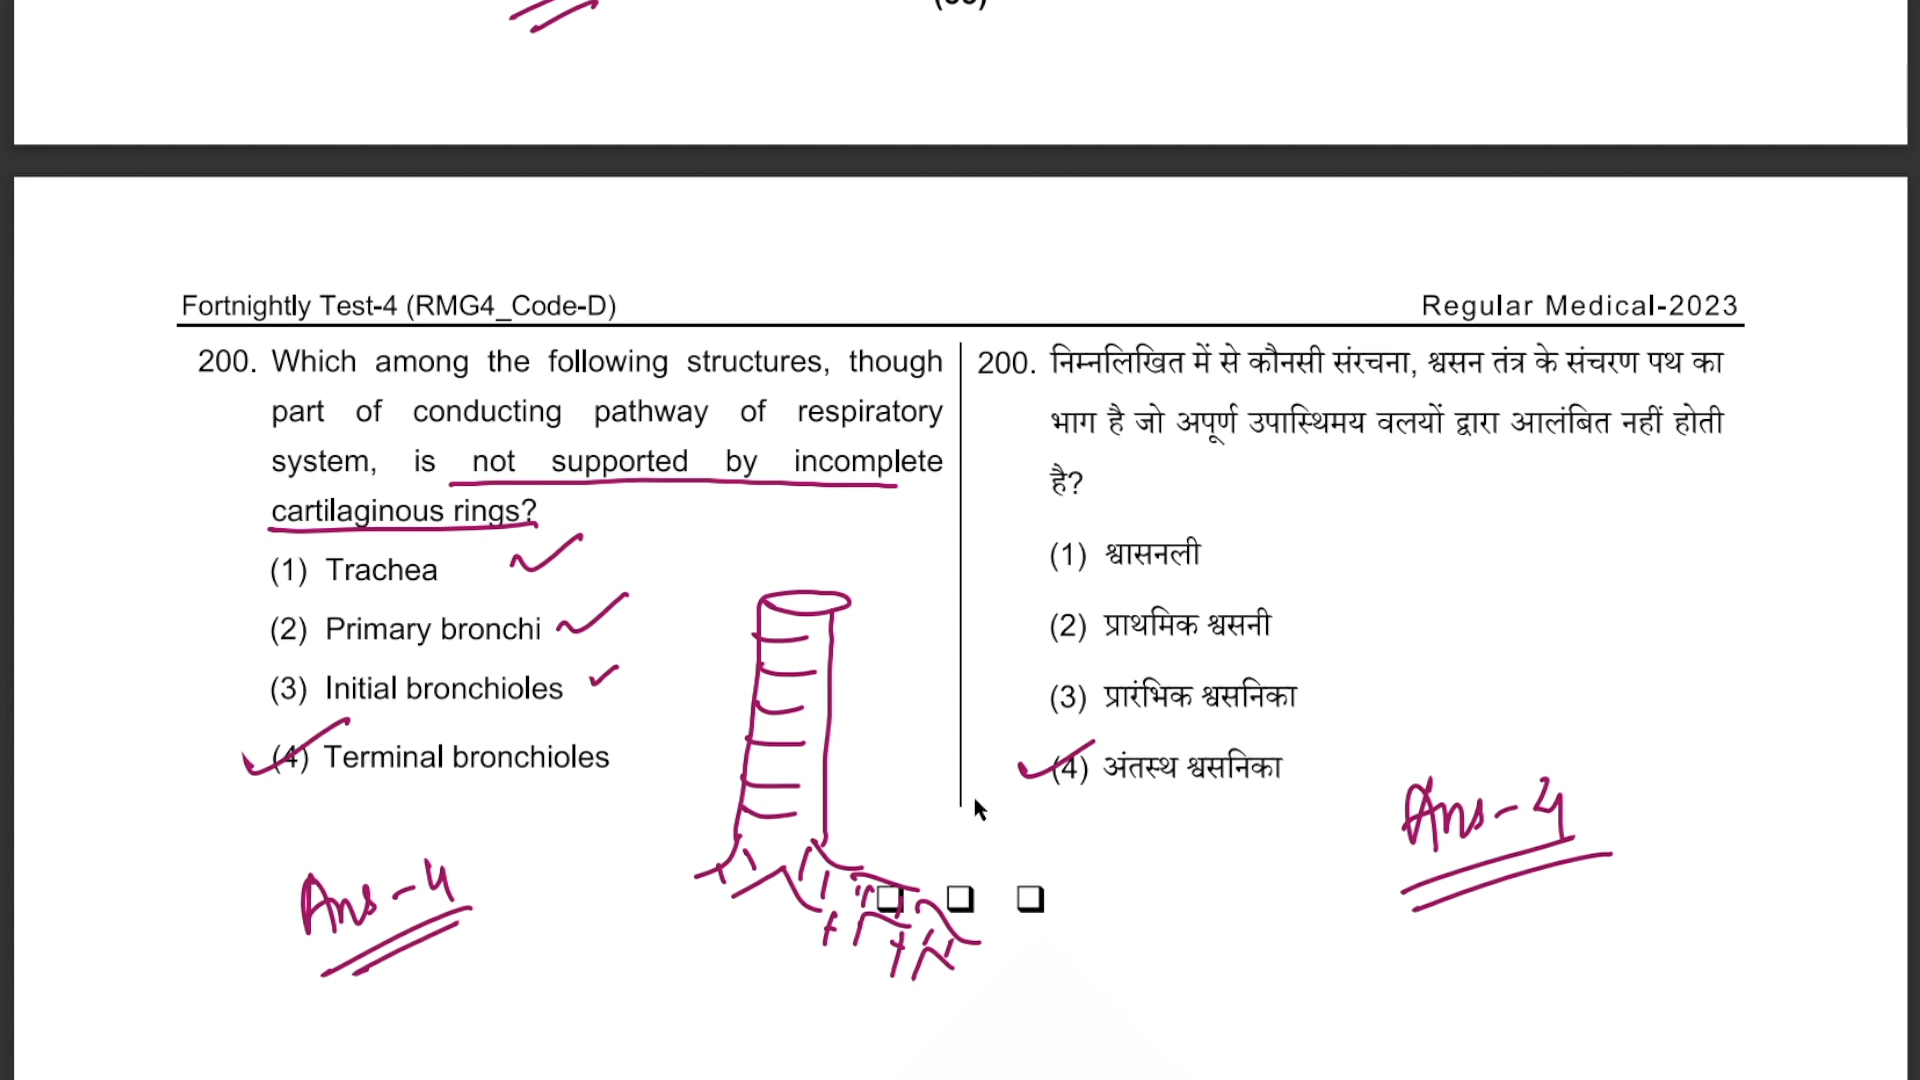 Fortnightly Test-4 (RMG4_Code-D) Regular Medical-2023
200. Which among the following structures, though
part of conducting pathway of respiratory
system, is not supported by incomplete
cartilaginous rings?
(1) Trachea
(2) Primary bronchi
(3) Initial bronchioles
(4) Terminal bronchioles
Ans-4
200. निम्नलिखित में से कौनसी संरचना, श्वसन तंत्र के संचरण पथ का
भाग है जो अपूर्ण उपास्थिमय वलयों द्वारा आलंबित नहीं होती
है?
(1) श्वासनली
(2) प्राथमिक श्वसनी
(3) प्रारंभिक श्वसनिका
(4) अंतस्थ श्वसनिका
Ans-4